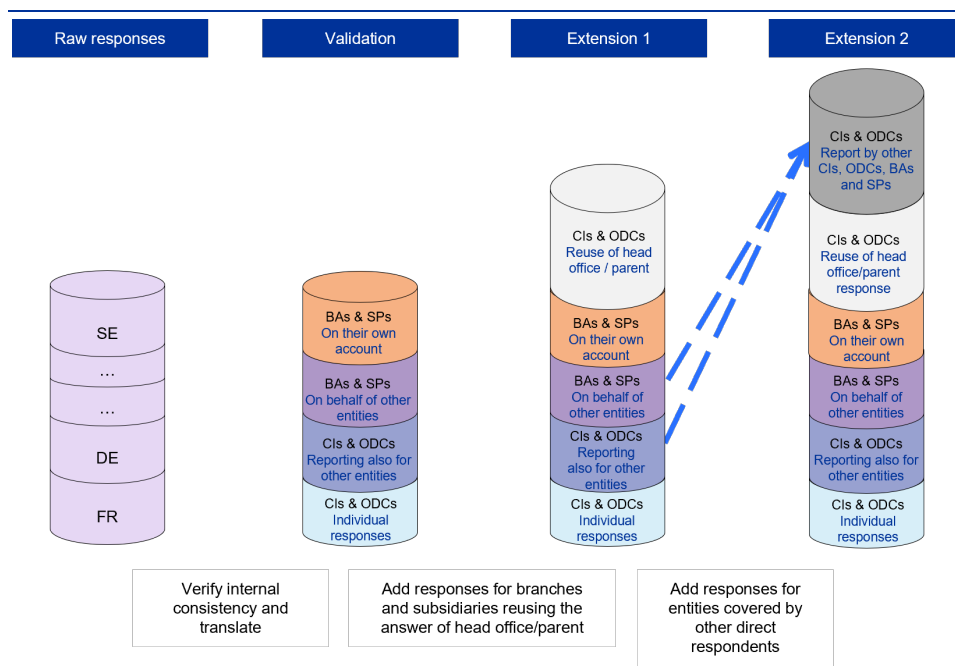 Raw responses
Validation
Extension 1
Extension 2
SE
...
...
DE
FR
BAs & SPs
On their own
account
BAs & SPs
On behalf of other
entities
CIs & ODCs
Reporting also for
other entities
CIs & ODCs
Individual
responses
CIs & ODCs
Reuse of head
office / parent
BAs & SPs
On their own
account
BAs & SPs
On behalf of
other entities
CIs & ODCs
Reporting
also for other
entities
CIs & ODCs
Individual
responses
CIs & ODCs
Report by other
CIs, ODCs, BAs
and SPs
CIs & ODCs
Reuse of head
office/parent
response
BAs & SPs
On their own
account
BAs & SPs
On behalf of
other entities
CIs & ODCs
Reporting also for
other entities
CIs & ODCs
Individual
responses
Verify internal
consistency and
translate
Add responses for branches
and subsidiaries reusing the
answer of head office/parent
Add responses for
entities covered by
other direct
respondents